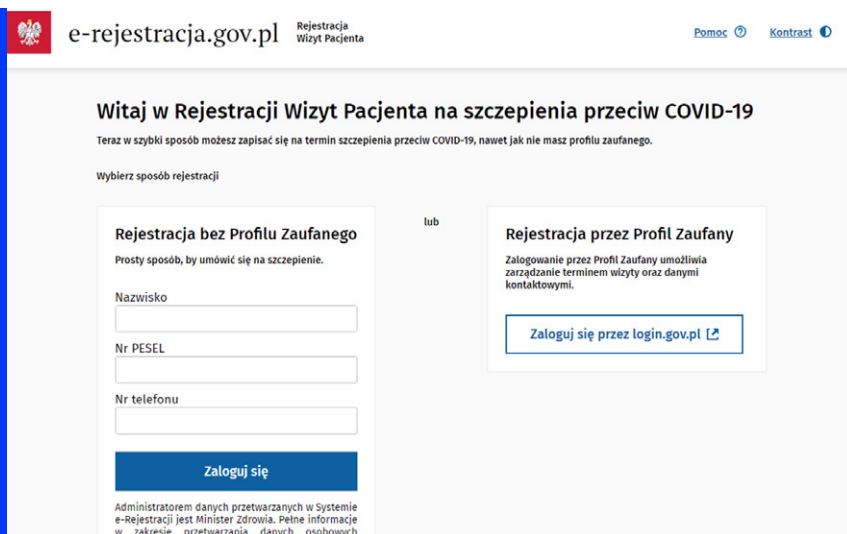 e-rejestracja.gov.pl
Rejestracja
Wizyt Pacjenta
Pomoc
Kontrast
Witaj w Rejestracji Wizyt Pacjenta na szczepienia przeciw COVID-19
Teraz w szybki sposób możesz zapisać się na termin szczepienia przeciw COVID-19, nawet jak nie masz profilu zaufanego.
Wybierz sposób rejestracji
Rejestracja bez Profilu Zaufanego
Prosty sposób, by umówić się na szczepienie.
Nazwisko
Nr PESEL
Nr telefonu
Zaloguj się
Administratorem danych przetwarzanych w Systemie
e-Rejestracji jest Minister Zdrowia. Pełne informacje
w zakresie przetwarzania danych osobowych
lub
Rejestracja przez Profil Zaufany
Zalogowanie przez Profil Zaufany umożliwia
zarządzanie terminem wizyty oraz danymi
kontaktowymi.
Zaloguj się przez login.gov.pl